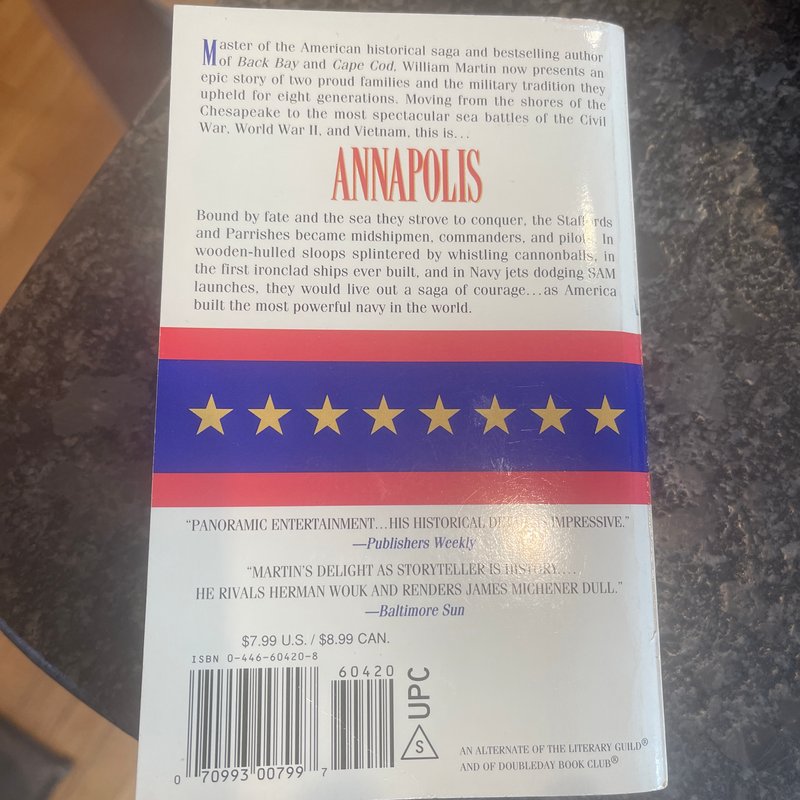 Master of the American historical saga and bestselling author
of Back Bay and Cape Cod, William Martin now presents an
epic story of two proud families and the military tradition they
upheld for eight generations. Moving from the shores of the
Chesapeake to the most spectacular sea battles of the Civil
War, World War II, and Vietnam, this is...
ANNAPOLIS
Bound by fate and the sea they strove to conquer, the Staffords
and Parrishes became midshipmen, commanders, and pilots. In
wooden-hulled sloops splintered by whistling cannonballs, in
the first ironclad ships ever built, and in Navy jets dodging SAM
launches, they would live out a saga of courage...as America
built the most powerful navy in the world.
"PANORAMIC ENTERTAINMENT...HIS HISTORICAL DETAIL IS IMPRESSIVE."
—Publishers Weekly
"MARTIN'S DELIGHT AS STORYTELLER IS HISTORY....
HE RIVALS HERMAN WOUK AND RENDERS JAMES MICHENER DULL."
—Baltimore Sun
$7.99 U.S. / $8.99 CAN.
ISBN 0-446-60420-8
60420
0 70993 00799 7
S UPC
AN ALTERNATE OF THE LITERARY GUILD®
AND OF DOUBLEDAY BOOK CLUB®